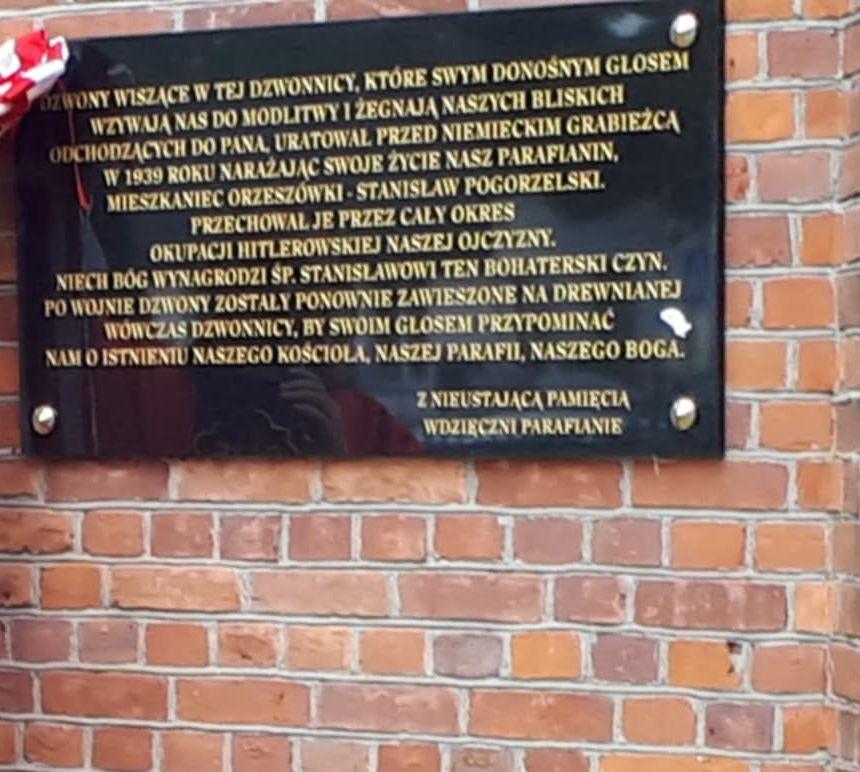 DZWONY WISZĄCE W TEJ DZWONNICY, KTÓRE SWYM DONOŚNYM GŁOSEM
WZYWAJĄ NAS DO MODLITWY I ŻEGNAJĄ NASZYCH BLISKICH
ODCHODZĄCYCH DO PANA, URATOWAŁ PRZED NIEMIECKIM GRABIEŻCĄ
W 1939 ROKU NARAŻAJĄC SWOJE ŻYCIE NASZ PARAFIANIN,
MIESZKANIEC ORZESZÓWKI - STANISŁAW POGORZELSKI.
PRZECHOWAŁ JE PRZEZ CAŁY OKRES
OKUPACJI HITLEROWSKIEJ NASZEJ OJCZYZNY.
NIECH BÓG WYNAGRODZI ŚP. STANISŁAWOWI TEN BOHATERSKI CZYN.
PO WOJNIE DZWONY ZOSTAŁY PONOWNIE ZAWIESZONE NA DREWNIANEJ
WÓWCZAS DZWONNICY, BY SWOIM GŁOSEM PRZYPOMINAĆ
NAM O ISTNIENIU NASZEGO KOŚCIOŁA, NASZEJ PARAFII, NASZEGO BOGA.
Z NIEUSTAJĄCĄ PAMIĘCIĄ
WDZIĘCZNI PARAFIANIE